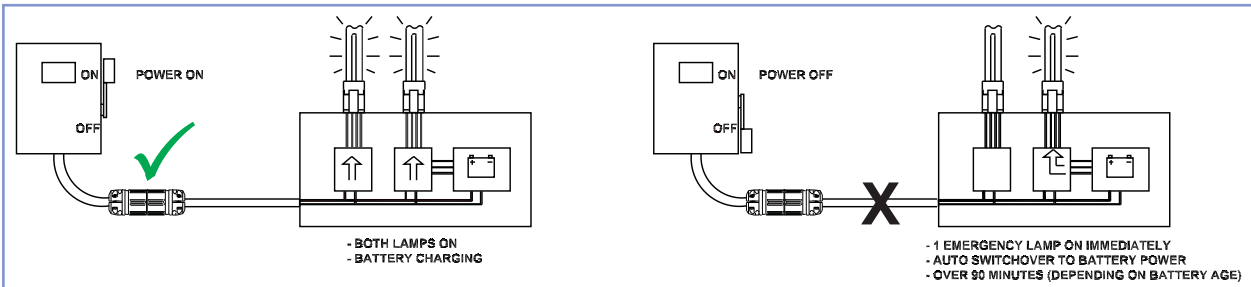 ON
POWER ON
OFF
+ -
- BOTH LAMPS ON
- BATTERY CHARGING
ON
POWER OFF
OFF
X
+ -
- 1 EMERGENCY LAMP ON IMMEDIATELY
- AUTO SWITCHOVER TO BATTERY POWER
- OVER 90 MINUTES (DEPENDING ON BATTERY AGE)